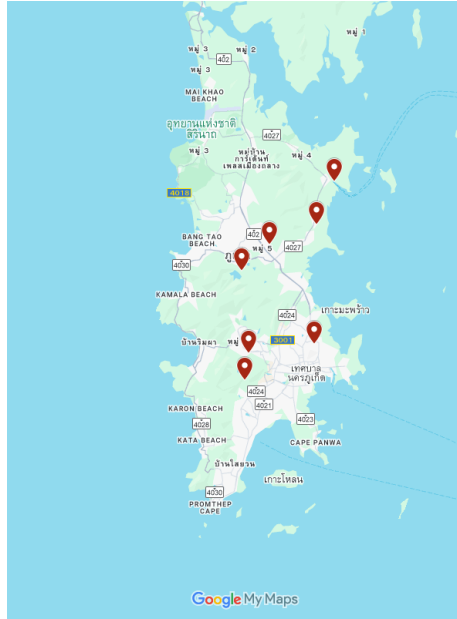 หมู่ 1
หมู่ 3
หมู่ 2
402
หมู่ 3
MAI KHAO
BEACH
อุทยานแห่งชาติ
สิรินาถ
4027
หมู่ 3
หมู่บ้าน
การ์เด้นท์
เพลสเมืองถลาง
หมู่ 4
4018
BANG TAO
BEACH
402
หมู่ 5
4027
4030
KAMALA BEACH
เกาะมะพร้าว
4024
บ้านริมผา
หมู่
3001
เทศบาล
นครภูเก็ต
4024
4021
KARON BEACH
4028
4023
KATA BEACH
CAPE PANWA
บ้านไสยวน
เกาะโหลน
4030
PROMTHEP
CAPE
Google My Maps